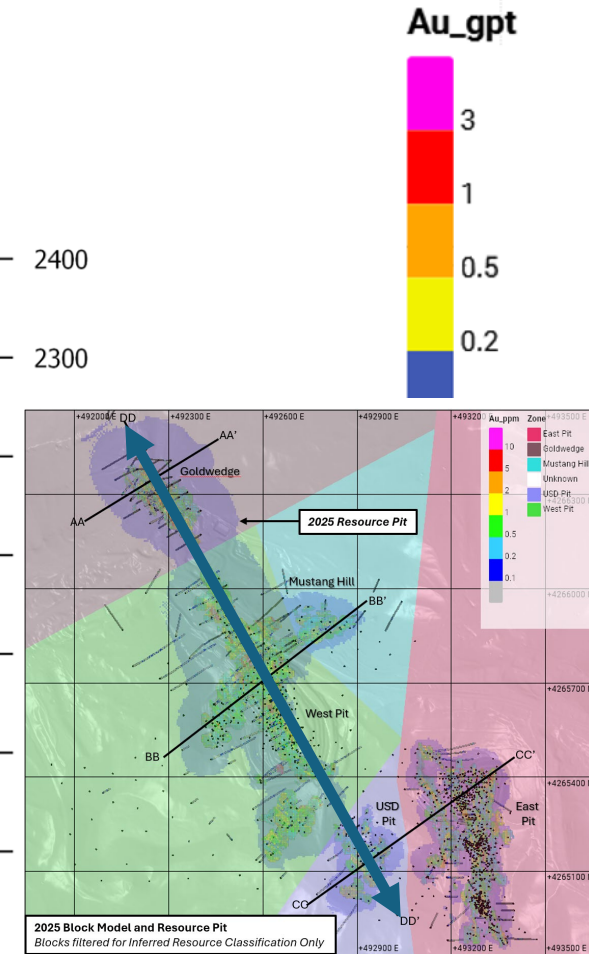 Au_gpt
3
1
0.5
0.2
2400
2300
+492000 E
DD
+492300 E
+492600 E
+492900 E
+493200
+493500 E
AA'
Goldwedge
AA
2025 Resource Pit
Au_ppm
10
5
2
1
0.5
0.2
0.1
Zone
East Pit
Goldwedge
Mustang Hill
Unknown
USD Pit
West Pit
+4266300 E
Mustang Hill
BB'
+4266000 E
+4265700 E
West Pit
BB
CC'
+4265400 E
USD
Pit
East
Pit
+4265100 E
CC
DD'
2025 Block Model and Resource Pit
Blocks filtered for Inferred Resource Classification Only
+492900 E
+493200 E
+493500 E